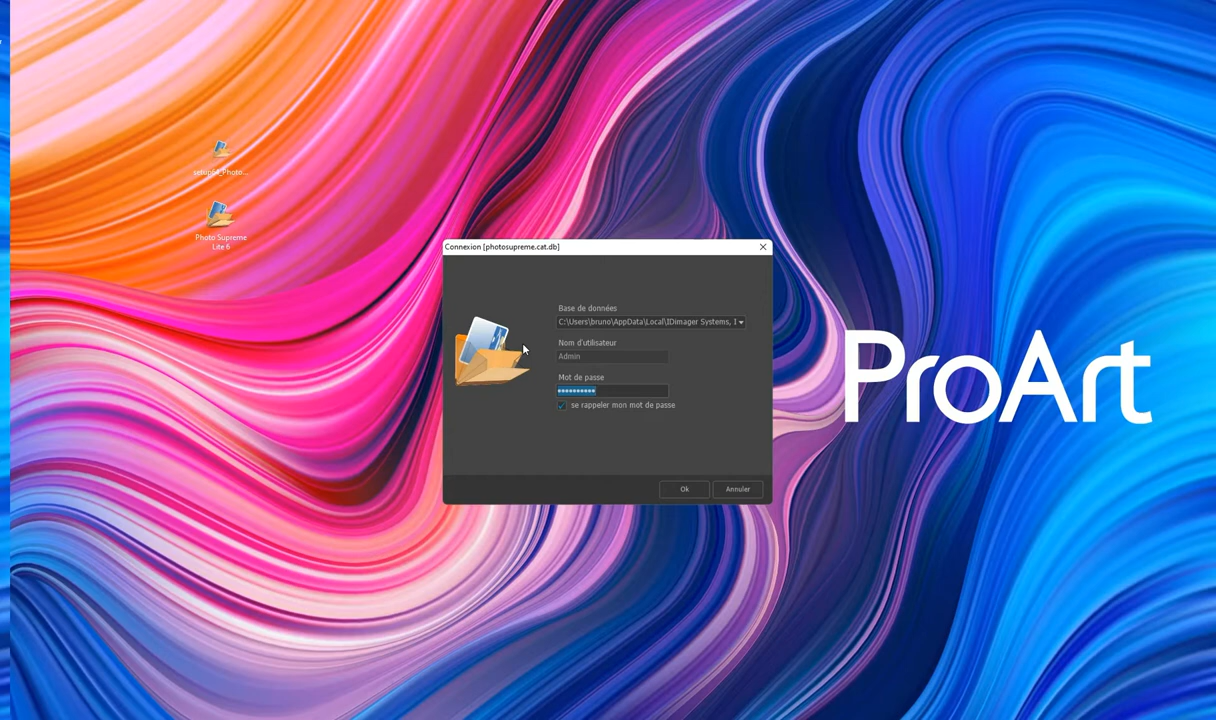 setup64_Photo...
Photo Supreme
Lite 6
Connexion [photosupreme.cat.db]
Base de données
C:\Users\bruno\AppData\Local\IDimager Systems, I
Nom d'utilisateur
Admin
Mot de passe
**********
se rappeler mon mot de passe
Ok
Annuler
ProArt